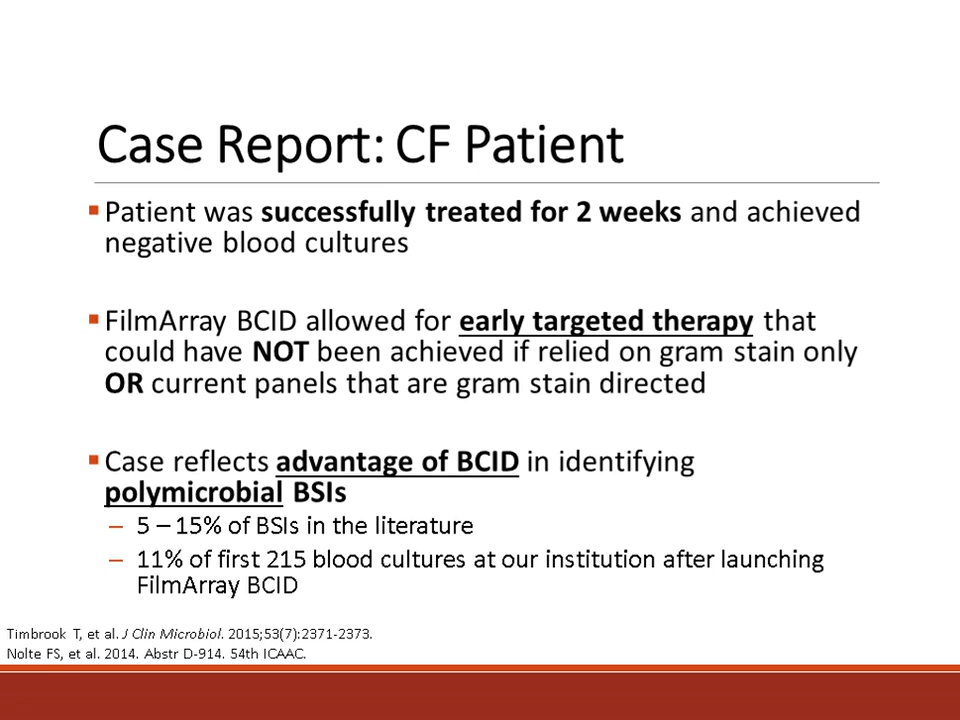 Case Report: CF Patient
▪Patient was successfully treated for 2 weeks and achieved
negative blood cultures
▪FilmArray BCID allowed for early targeted therapy that
could have NOT been achieved if relied on gram stain only
OR current panels that are gram stain directed
▪Case reflects advantage of BCID in identifying
polymicrobial BSIs
– 5 – 15% of BSIs in the literature
– 11% of first 215 blood cultures at our institution after launching
FilmArray BCID
Timbrook T, et al. J Clin Microbiol. 2015;53(7):2371-2373.
Nolte FS, et al. 2014. Abstr D-914. 54th ICAAC.